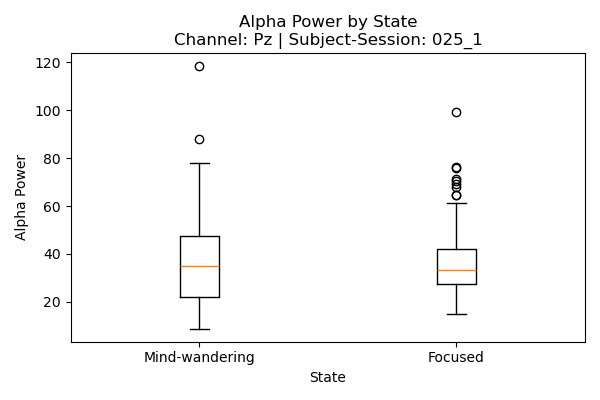 Alpha Power by State
Channel: Pz | Subject-Session: 025_1
Alpha Power
120
100
80
60
40
20
Mind-wandering
Focused
State